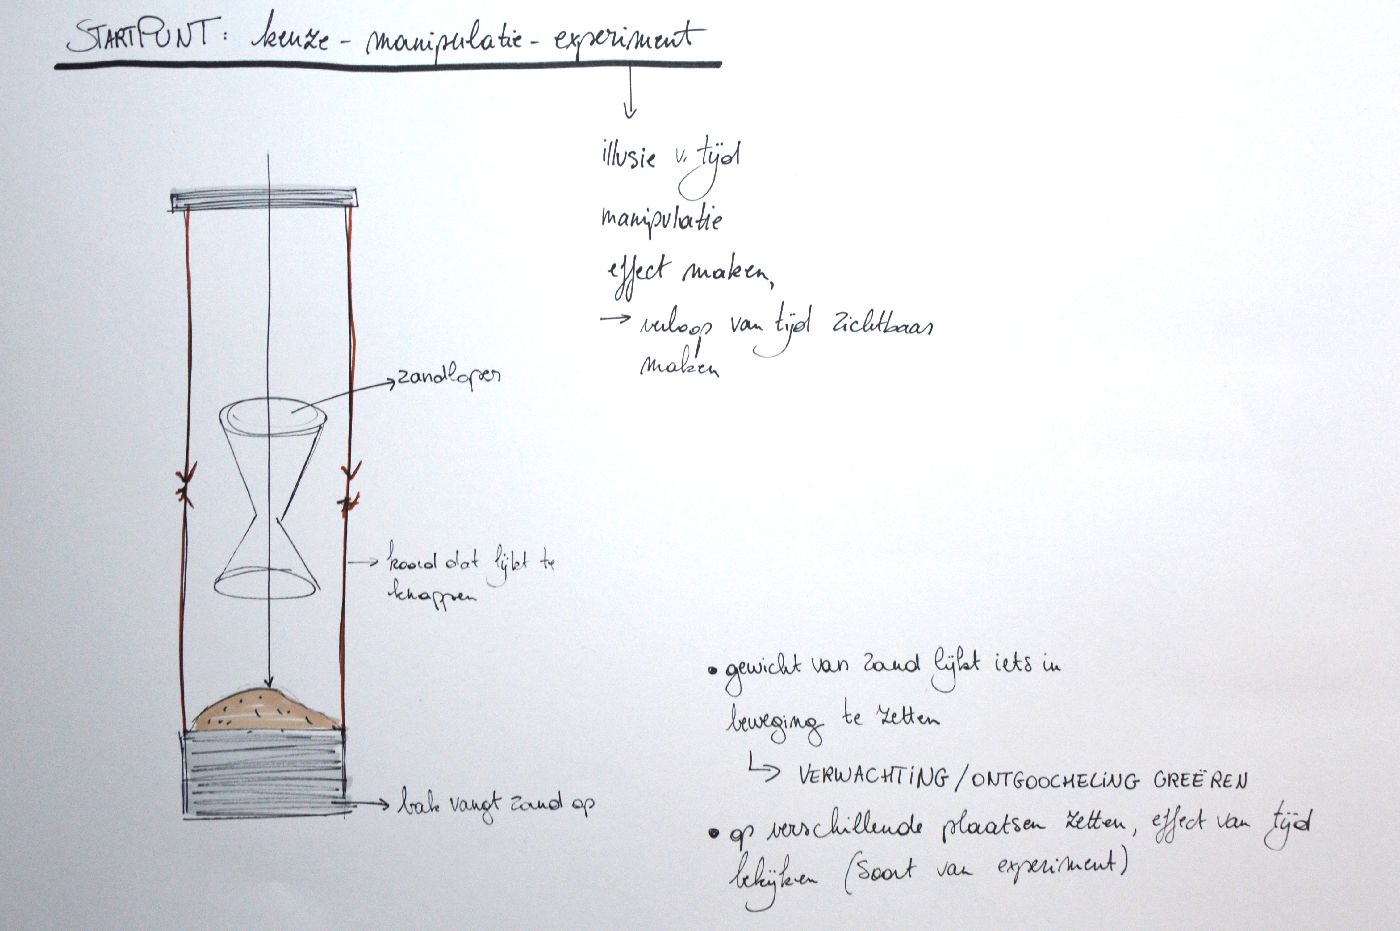 STARTPUNT: keuze - manipulatie - experiment
illusie v. tijd
manipulatie
effect maken,
→ verloop van tijd zichtbaar
maken
zandloper
koord dat lijkt te
knappen
• gewicht van zand lijkt iets in
beweging te zetten
↳ VERWACHTING / ONTGOOCHELING CREËREN
bak vangt zand op
• op verschillende plaatsen zetten, effect van tijd
bekijken (soort van experiment)